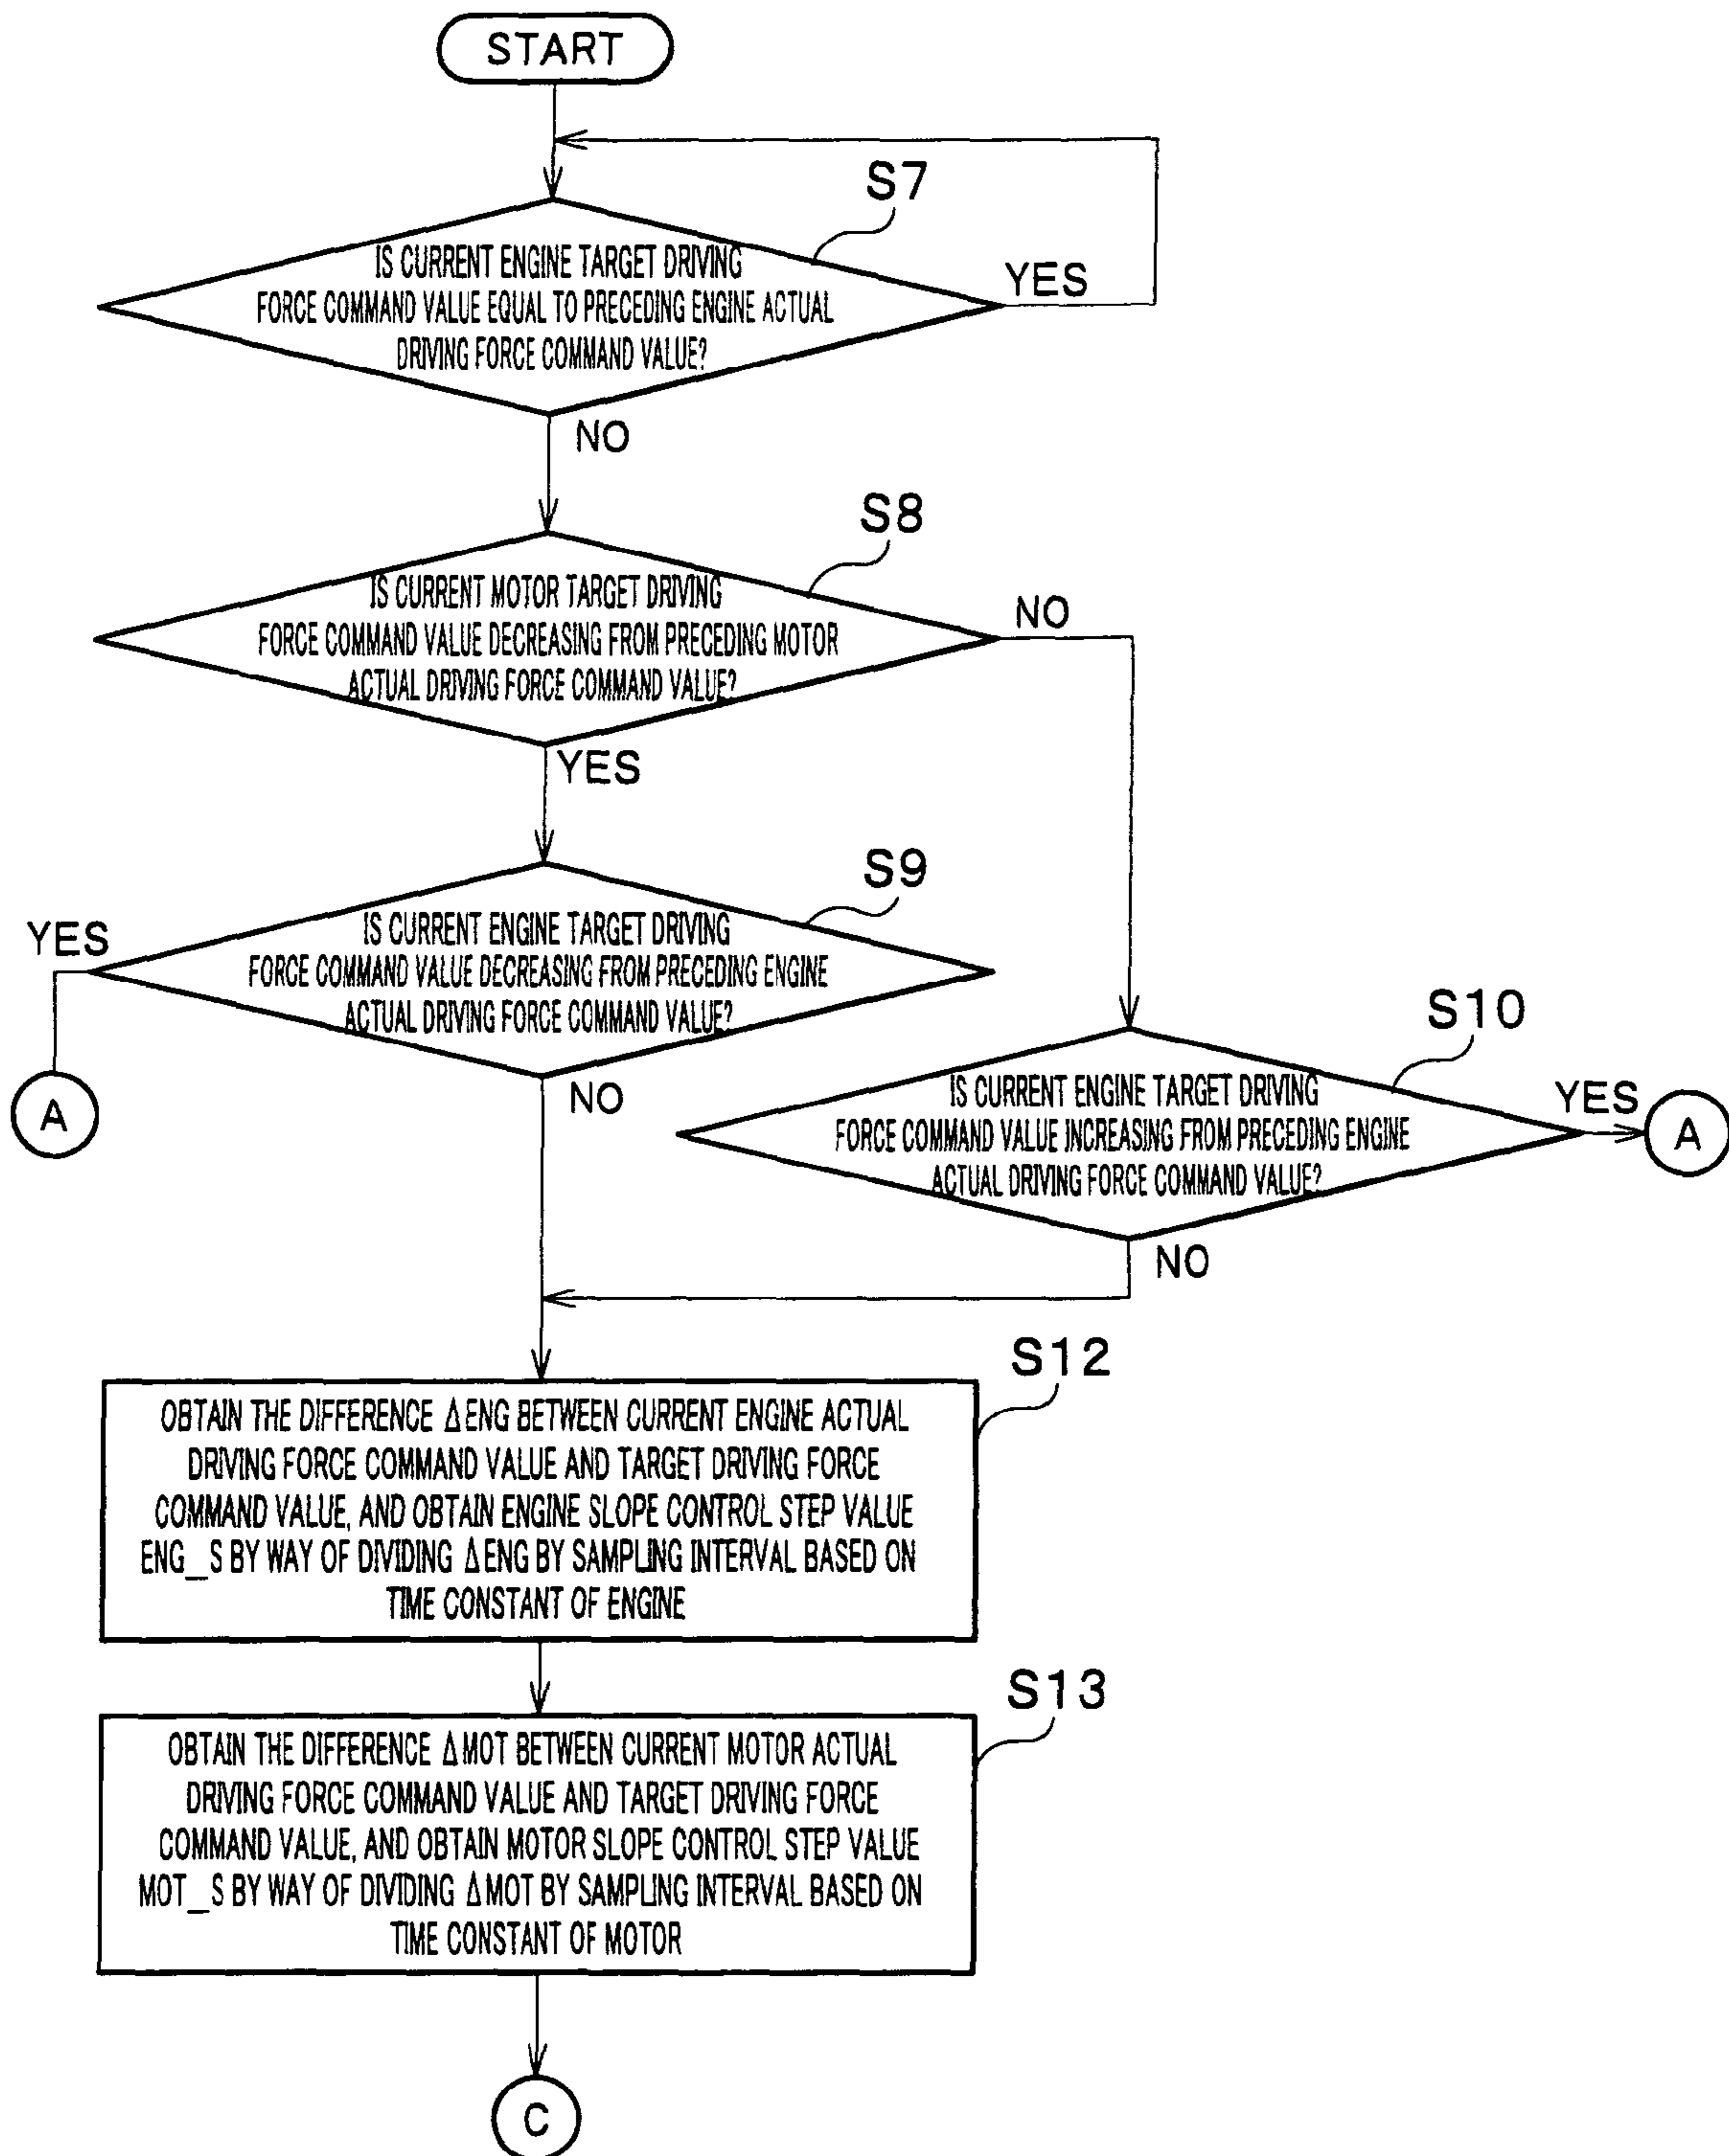 START
S7
IS CURRENT ENGINE TARGET DRIVING
FORCE COMMAND VALUE EQUAL TO PRECEDING ENGINE ACTUAL
DRIVING FORCE COMMAND VALUE?
YES
NO
S8
IS CURRENT MOTOR TARGET DRIVING
FORCE COMMAND VALUE DECREASING FROM PRECEDING MOTOR
ACTUAL DRIVING FORCE COMMAND VALUE?
NO
YES
S9
IS CURRENT ENGINE TARGET DRIVING
FORCE COMMAND VALUE DECREASING FROM PRECEDING ENGINE
ACTUAL DRIVING FORCE COMMAND VALUE?
YES
A
NO
S10
IS CURRENT ENGINE TARGET DRIVING
FORCE COMMAND VALUE INCREASING FROM PRECEDING ENGINE
ACTUAL DRIVING FORCE COMMAND VALUE?
YES
A
NO
S12
OBTAIN THE DIFFERENCE ΔENG BETWEEN CURRENT ENGINE ACTUAL
DRIVING FORCE COMMAND VALUE AND TARGET DRIVING FORCE
COMMAND VALUE, AND OBTAIN ENGINE SLOPE CONTROL STEP VALUE
ENG_S BY WAY OF DIVIDING ΔENG BY SAMPLING INTERVAL BASED ON
TIME CONSTANT OF ENGINE
S13
OBTAIN THE DIFFERENCE ΔMOT BETWEEN CURRENT MOTOR ACTUAL
DRIVING FORCE COMMAND VALUE AND TARGET DRIVING FORCE
COMMAND VALUE, AND OBTAIN MOTOR SLOPE CONTROL STEP VALUE
MOT_S BY WAY OF DIVIDING ΔMOT BY SAMPLING INTERVAL BASED ON
TIME CONSTANT OF MOTOR
C